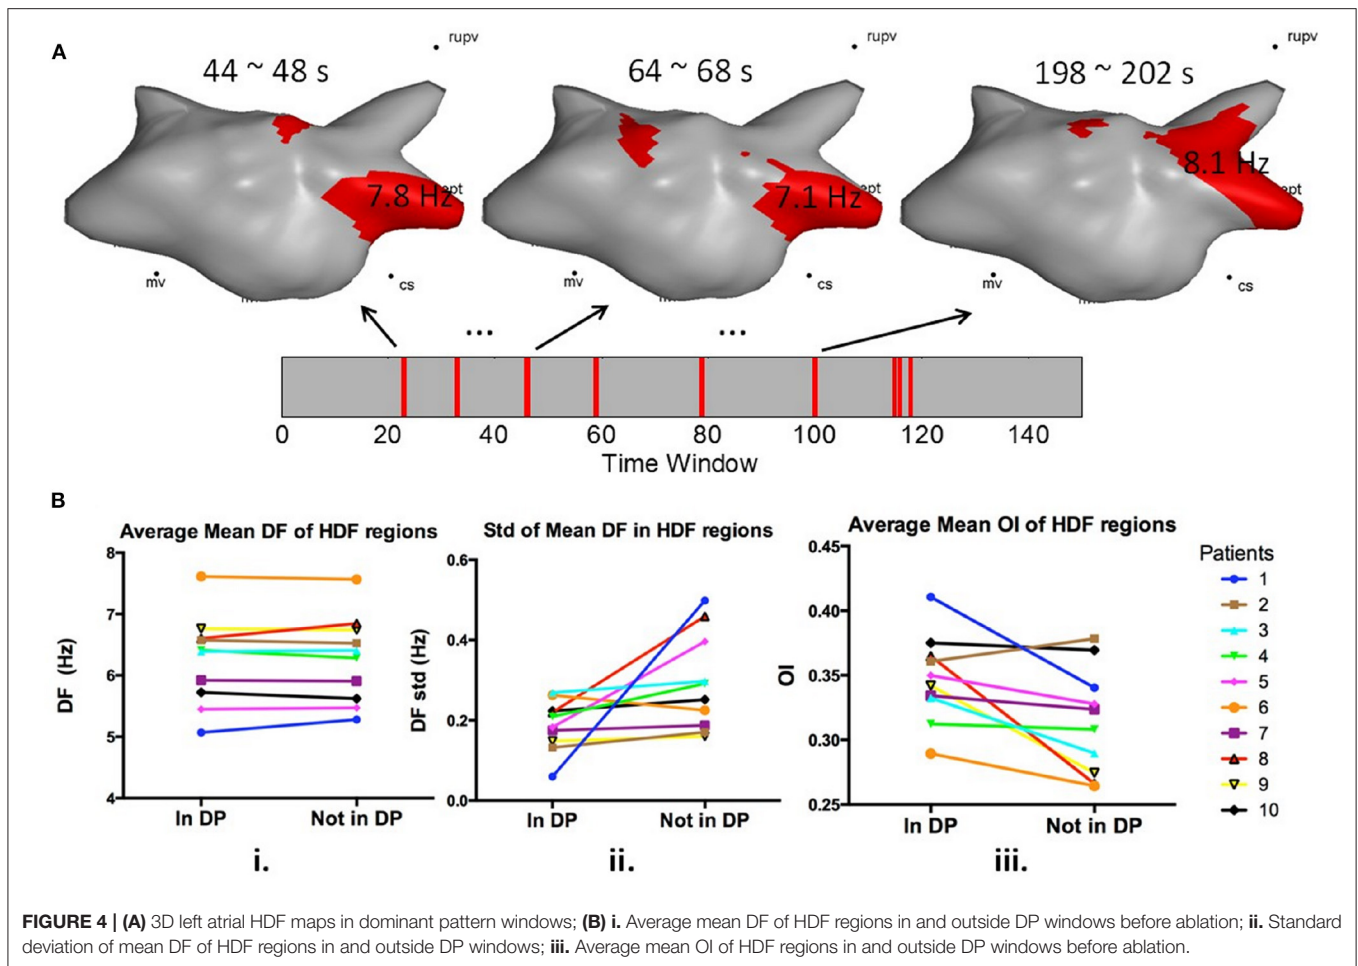 A
rupv
rupv
rupv
44 ~ 48 s
64 ~ 68 s
198 ~ 202 s
7.8 Hz
7.1 Hz
8.1 Hz
ept
ept
ept
mv
cs
mv
cs
mv
cs
...
...
0 20 40 60 80 100 120 140
Time Window
B
Average Mean DF of HDF regions
DF (Hz)
8
7
6
5
4
In DP Not in DP
i.
Std of Mean DF in HDF regions
DF std (Hz)
0.6
0.4
0.2
0.0
In DP Not in DP
ii.
Average Mean OI of HDF regions
OI
0.45
0.40
0.35
0.30
0.25
In DP Not in DP
iii.
Patients
1
2
3
4
5
6
7
8
9
10
FIGURE 4 | (A) 3D left atrial HDF maps in dominant pattern windows; (B) i. Average mean DF of HDF regions in and outside DP windows before ablation; ii. Standard
deviation of mean DF of HDF regions in and outside DP windows; iii. Average mean OI of HDF regions in and outside DP windows before ablation.